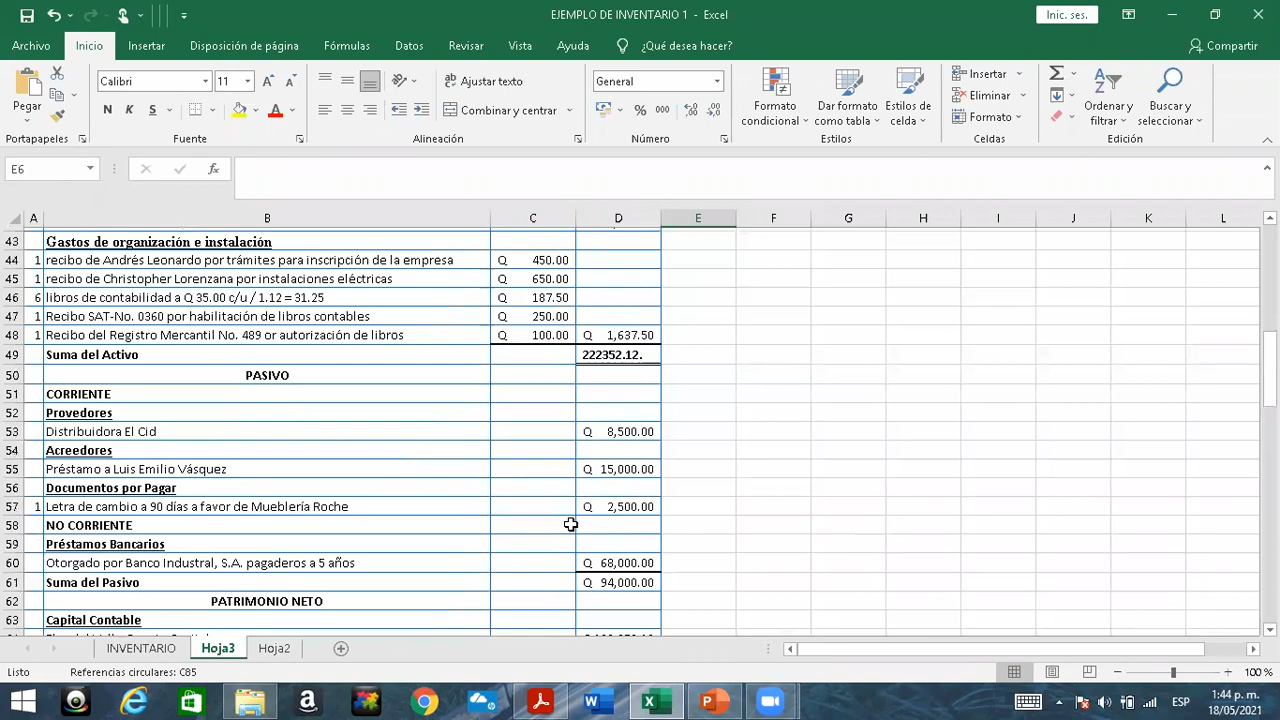 EJEMPLO DE INVENTARIO 1 - Excel
Inic. ses.
Archivo Inicio Insertar Disposición de página Fórmulas Datos Revisar Vista Ayuda ¿Qué desea hacer? Compartir
Pegar
Calibri 11
N K S
Ajustar texto
Combinar y centrar
General
% 000
Formato condicional
Dar formato como tabla
Estilos de celda
Insertar
Eliminar
Formato
Ordenar y filtrar
Buscar y seleccionar
Portapapeles Fuente Alineación Número Estilos Celdas Edición
E6 fx
A B C D E F G H I J K L
43 Gastos de organización e instalación
44 1 recibo de Andrés Leonardo por trámites para inscripción de la empresa Q 450.00
45 1 recibo de Christopher Lorenzana por instalaciones eléctricas Q 650.00
46 6 libros de contabilidad a Q 35.00 c/u / 1.12 = 31.25 Q 187.50
47 1 Recibo SAT-No. 0360 por habilitación de libros contables Q 250.00
48 1 Recibo del Registro Mercantil No. 489 or autorización de libros Q 100.00 Q 1,637.50
49 Suma del Activo 222352.12.
50 PASIVO
51 CORRIENTE
52 Provedores
53 Distribuidora El Cid Q 8,500.00
54 Acreedores
55 Préstamo a Luis Emilio Vásquez Q 15,000.00
56 Documentos por Pagar
57 1 Letra de cambio a 90 días a favor de Mueblería Roche Q 2,500.00
58 NO CORRIENTE
59 Préstamos Bancarios
60 Otorgado por Banco Industral, S.A. pagaderos a 5 años Q 68,000.00
61 Suma del Pasivo Q 94,000.00
62 PATRIMONIO NETO
63 Capital Contable
INVENTARIO Hoja3 Hoja2
Listo Referencias circulares: C85 100 %
ESP
1:44 p. m.
18/05/2021